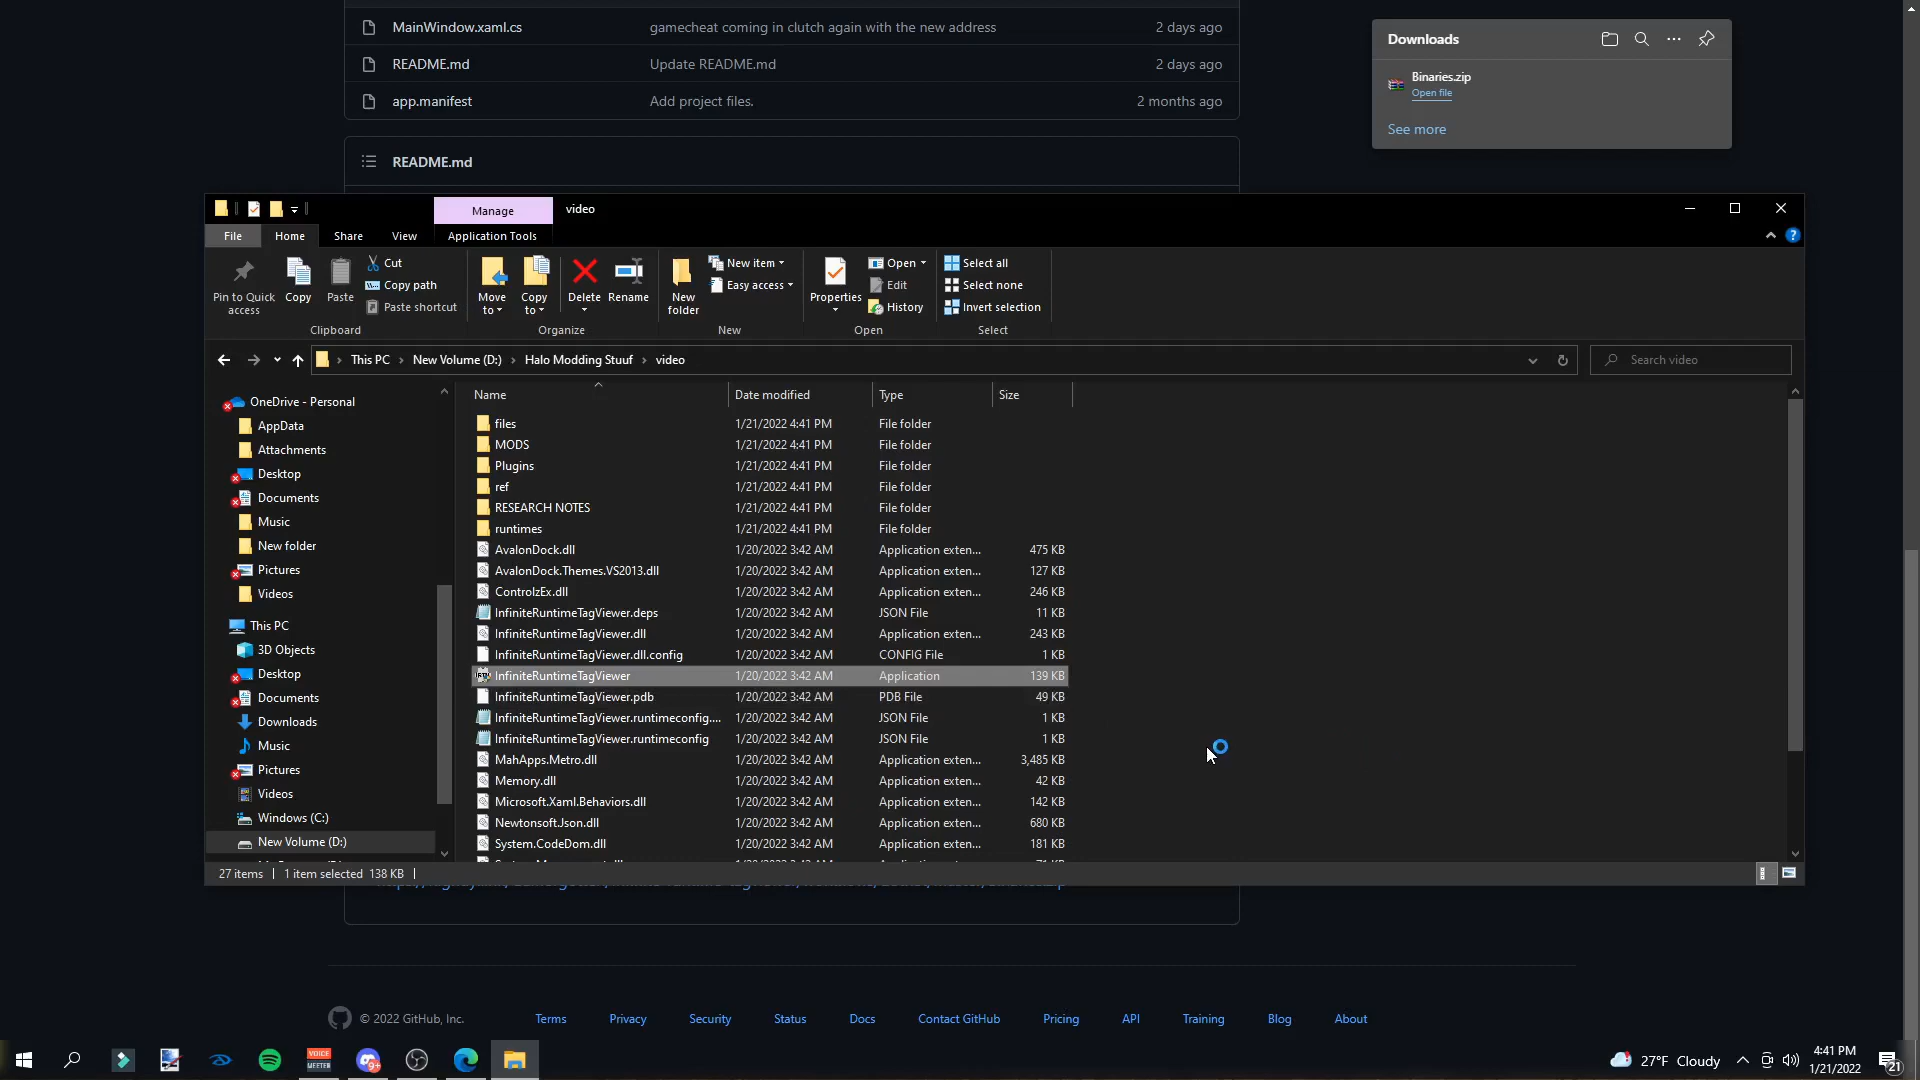 MainWindow.xaml.cs gamecheat coming in clutch again with the new address 2 days ago
README.md Update README.md 2 days ago
app.manifest Add project files. 2 months ago
README.md
Downloads
Binaries.zip
Open file
See more
Manage video
File Home Share View Application Tools
Pin to Quick access
Copy
Paste
Cut
Copy path
Paste shortcut
Clipboard
Move to
Copy to
Delete
Rename
Organize
New folder
New item
Easy access
New
Properties
Open
Edit
History
Open
Select all
Select none
Invert selection
Select
This PC New Volume (D:) Halo Modding Stuuf video
Search video
OneDrive - Personal
AppData
Attachments
Desktop
Documents
Music
New folder
Pictures
Videos
This PC
3D Objects
Desktop
Documents
Downloads
Music
Pictures
Videos
Windows (C:)
New Volume (D:)
Name Date modified Type Size
files 1/21/2022 4:41 PM File folder
MODS 1/21/2022 4:41 PM File folder
Plugins 1/21/2022 4:41 PM File folder
ref 1/21/2022 4:41 PM File folder
RESEARCH NOTES 1/21/2022 4:41 PM File folder
runtimes 1/21/2022 4:41 PM File folder
AvalonDock.dll 1/20/2022 3:42 AM Application exten... 475 KB
AvalonDock.Themes.VS2013.dll 1/20/2022 3:42 AM Application exten... 127 KB
ControlzEx.dll 1/20/2022 3:42 AM Application exten... 246 KB
InfiniteRuntimeTagViewer.deps 1/20/2022 3:42 AM JSON File 11 KB
InfiniteRuntimeTagViewer.dll 1/20/2022 3:42 AM Application exten... 243 KB
InfiniteRuntimeTagViewer.dll.config 1/20/2022 3:42 AM CONFIG File 1 KB
InfiniteRuntimeTagViewer 1/20/2022 3:42 AM Application 139 KB
InfiniteRuntimeTagViewer.pdb 1/20/2022 3:42 AM PDB File 49 KB
InfiniteRuntimeTagViewer.runtimeconfig.... 1/20/2022 3:42 AM JSON File 1 KB
InfiniteRuntimeTagViewer.runtimeconfig 1/20/2022 3:42 AM JSON File 1 KB
MahApps.Metro.dll 1/20/2022 3:42 AM Application exten... 3,485 KB
Memory.dll 1/20/2022 3:42 AM Application exten... 42 KB
Microsoft.Xaml.Behaviors.dll 1/20/2022 3:42 AM Application exten... 142 KB
Newtonsoft.Json.dll 1/20/2022 3:42 AM Application exten... 680 KB
System.CodeDom.dll 1/20/2022 3:42 AM Application exten... 181 KB
27 items 1 item selected 138 KB
© 2022 GitHub, Inc. Terms Privacy Security Status Docs Contact GitHub Pricing API Training Blog About
VOICE MEETER
9+
27°F Cloudy
4:41 PM
1/21/2022
21